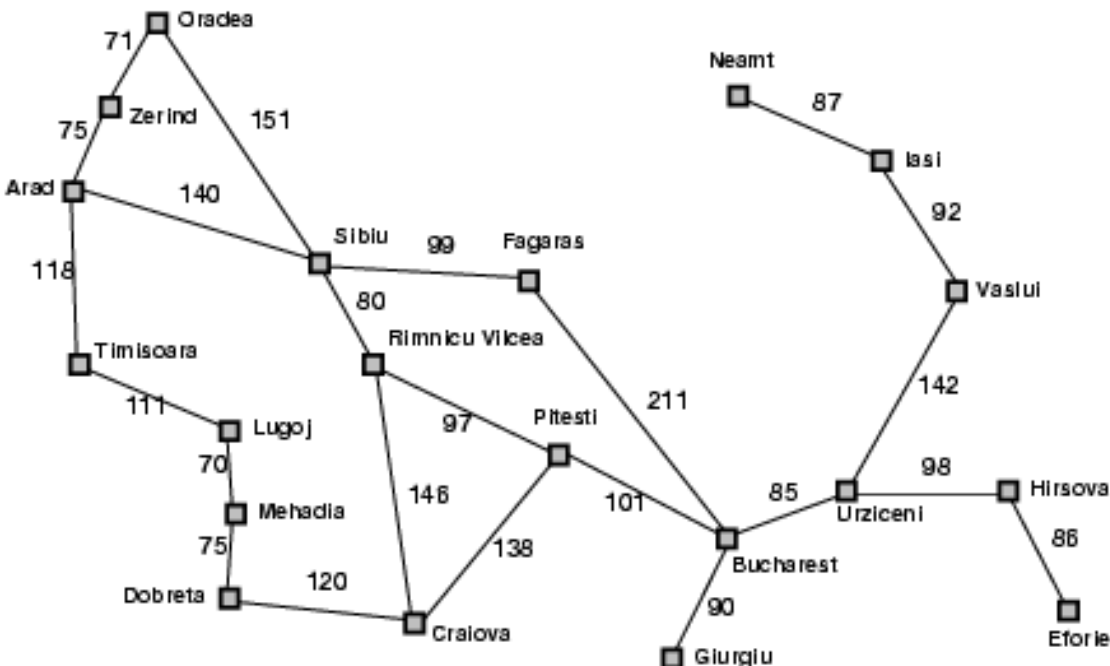 Oradea
71
Neamt
87
Zerind
151
75
Iasi
Arad
140
92
Sibiu
99
Fagaras
118
80
Vaslui
Timisoara
Rimnicu Vilcea
142
111
211
Lugoj
97
Pitesti
70
98
146
101
85
Hirsova
Mehadia
Urziceni
75
138
86
Bucharest
Dobreta
120
90
Craiova
Eforie
Giurgiu